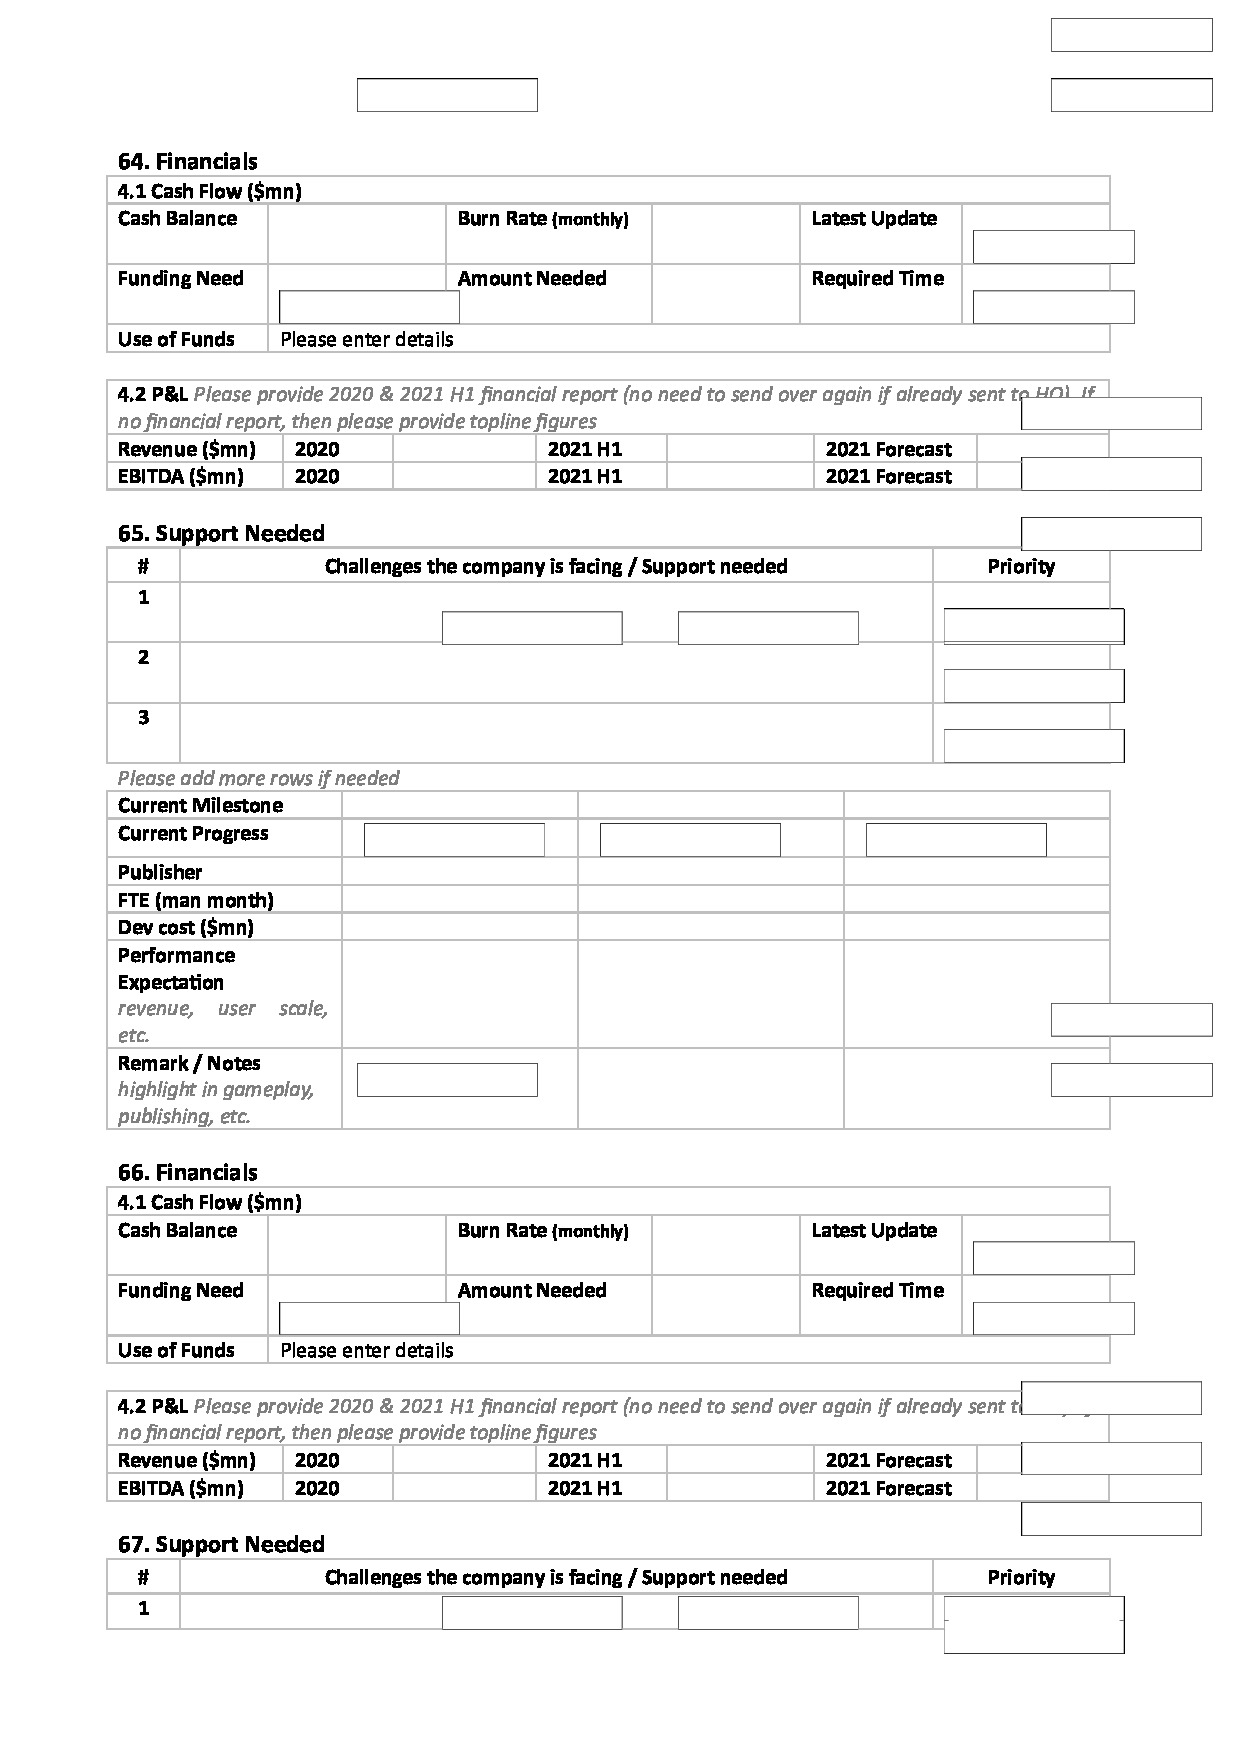 64. Financials
4.1 Cash Flow ($mn)
Cash Balance Burn Rate (monthly) Latest Update
Funding Need Amount Needed Required Time
Use of Funds Please enter details
4.2 P&L Please provide 2020 & 2021 H1 financial report (no need to send over again if already sent to HQ). If
no financial report, then please provide topline figures
Revenue ($mn) 2020 2021 H1 2021 Forecast
EBITDA ($mn) 2020 2021 H1 2021 Forecast
65. Support Needed
# Challenges the company is facing / Support needed Priority
1
2
3
Please add more rows if needed
Current Milestone
Current Progress
Publisher
FTE (man month)
Dev cost ($mn)
Performance
Expectation
revenue, user scale,
etc.
Remark / Notes
highlight in gameplay,
publishing, etc.
66. Financials
4.1 Cash Flow ($mn)
Cash Balance Burn Rate (monthly) Latest Update
Funding Need Amount Needed Required Time
Use of Funds Please enter details
4.2 P&L Please provide 2020 & 2021 H1 financial report (no need to send over again if already sent
no financial report, then please provide topline figures
Revenue ($mn) 2020 2021 H1 2021 Forecast
EBITDA ($mn) 2020 2021 H1 2021 Forecast
67. Support Needed
# Challenges the company is facing / Support needed Priority
1